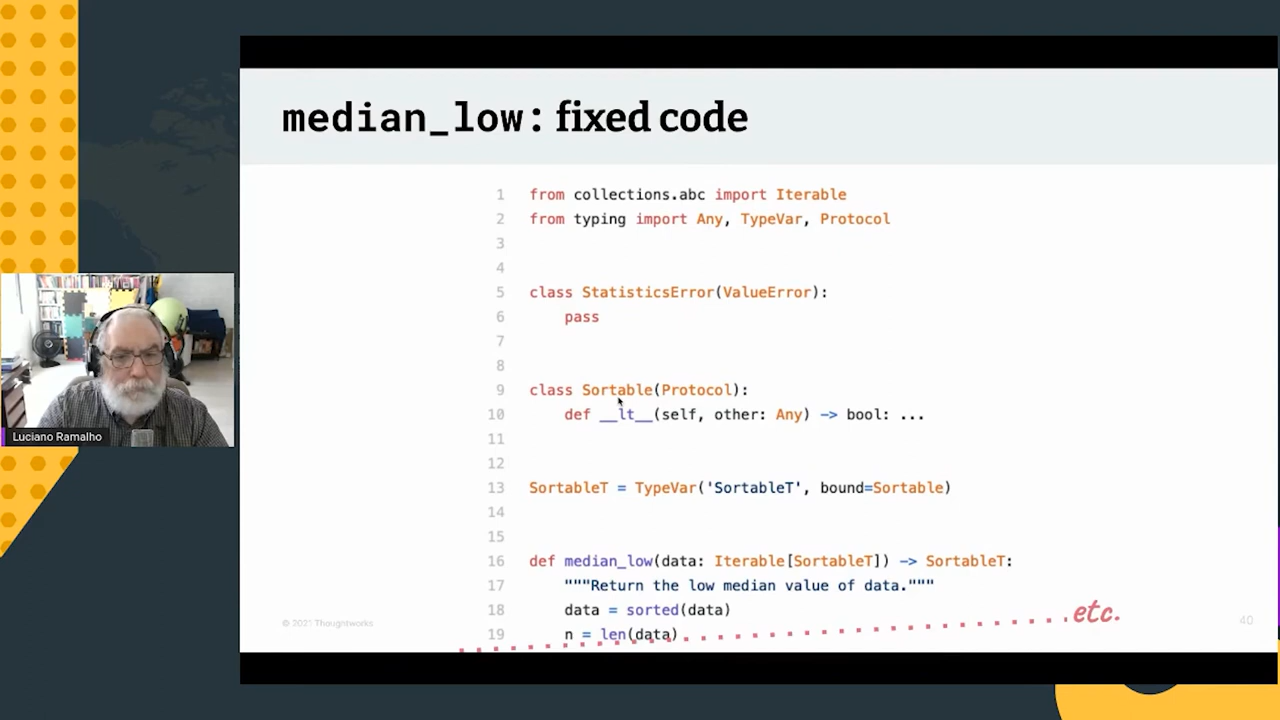 median_low: fixed code
1 from collections.abc import Iterable
2 from typing import Any, TypeVar, Protocol
3
4
5 class StatisticsError(ValueError):
6     pass
7
8
9 class Sortable(Protocol):
10     def __lt__(self, other: Any) -> bool: ...
11
12
13 SortableT = TypeVar('SortableT', bound=Sortable)
14
15
16 def median_low(data: Iterable[SortableT]) -> SortableT:
17     """Return the low median value of data."""
18     data = sorted(data)
19     n = len(data)
etc.
© 2021 Thoughtworks
40
Luciano Ramalho